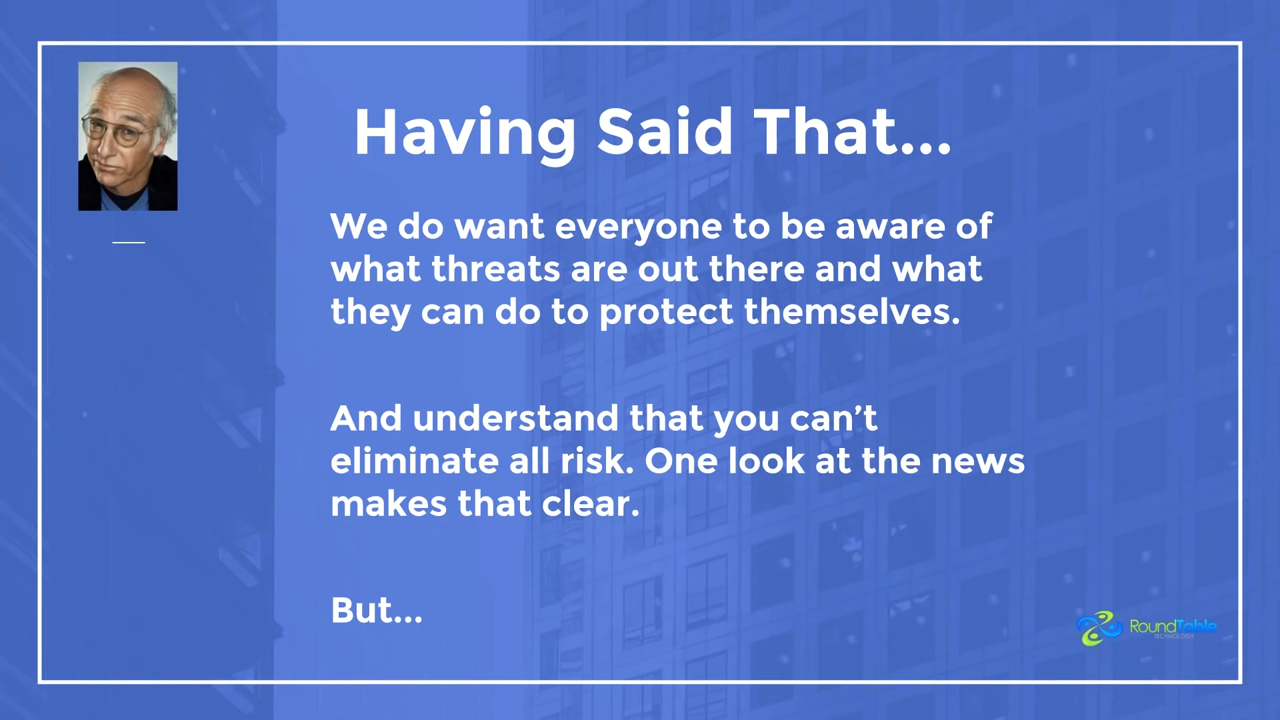 Having Said That...
We do want everyone to be aware of
what threats are out there and what
they can do to protect themselves.
And understand that you can’t
eliminate all risk. One look at the news
makes that clear.
But...
RoundTable
TECHNOLOGY